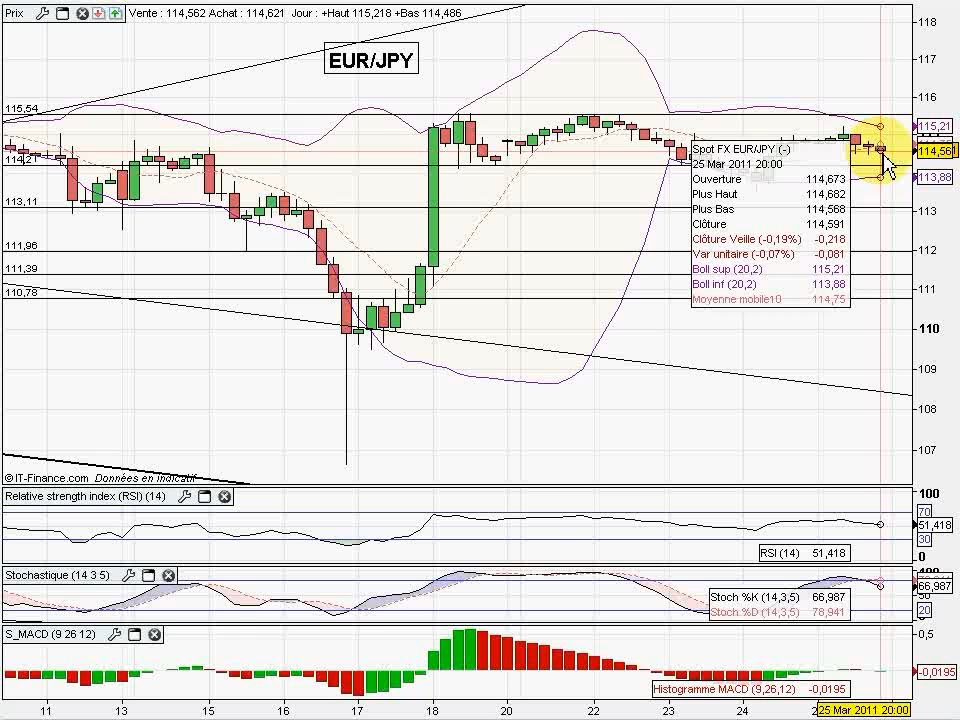 Prix Vente : 114,562 Achat : 114,621 Jour : +Haut 115,218 +Bas 114,486
EUR/JPY
118
117
116
115,54
115,21
114,561
114,21
113,88
113,11
113
111,96
112
111,39
111
110,78
110
109
108
107
Spot FX EUR/JPY (-)
25 Mar 2011 20:00
Ouverture 114,673
Plus Haut 114,682
Plus Bas 114,568
Clôture 114,591
Clôture Veille (-0,19%) -0,218
Var unitaire (-0,07%) -0,081
Boll sup (20,2) 115,21
Boll inf (20,2) 113,88
Moyenne mobile10 114,75
© IT-Finance.com Données en indicatif
Relative strength index (RSI) (14)
100
70
51,418
30
0
RSI (14) 51,418
Stochastique (14 3 5)
100
66,987
50
20
Stoch %K (14,3,5) 66,987
Stoch %D (14,3,5) 78,941
S_MACD (9 26 12)
0,5
-0,0195
Histogramme MACD (9,26,12) -0,0195
11 13 15 16 17 18 20 22 23 24 25 Mar 2011 20:00